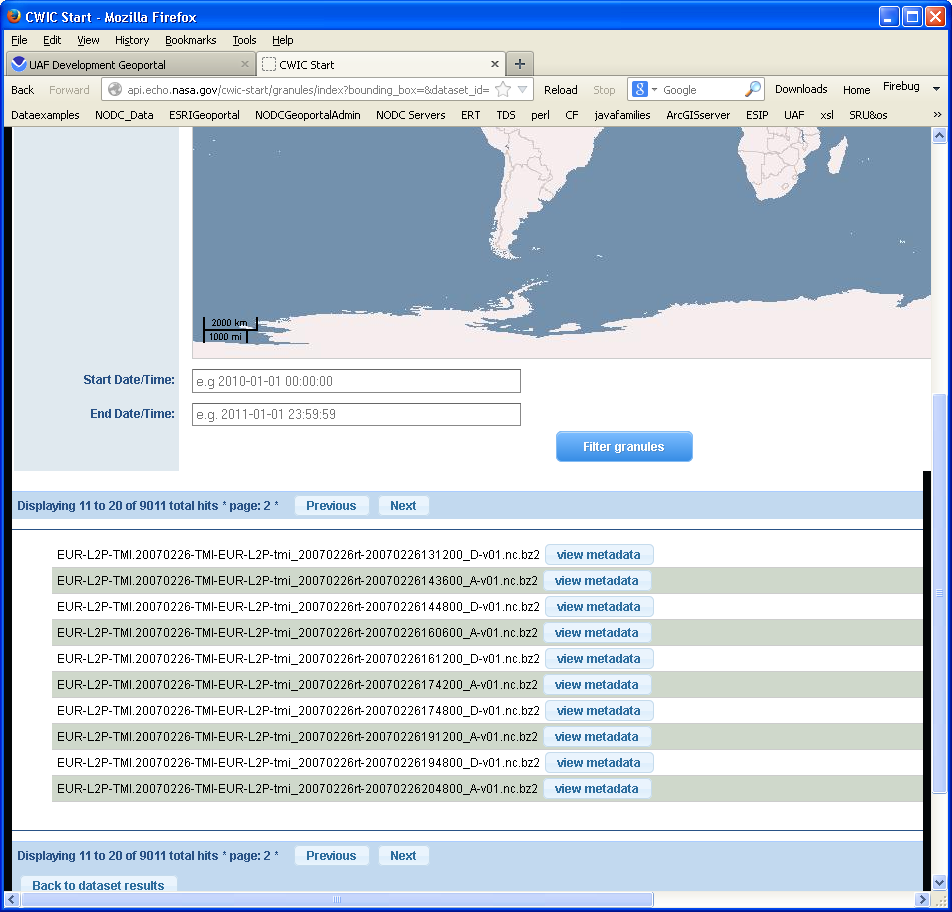 CWIC Start - Mozilla Firefox
File Edit View History Bookmarks Tools Help
UAF Development Geoportal × CWIC Start × +
Back Forward api.echo.nasa.gov/cwic-start/granules/index?bounding_box=&dataset_id= Reload Stop Google Downloads Home Firebug
Dataexamples NODC_Data ESRIGeoportal NODCGeoportalAdmin NODC Servers ERT TDS perl CF javafamilies ArcGISserver ESIP UAF xsl SRU&os »
2000 km
1000 mi
Start Date/Time: e.g 2010-01-01 00:00:00
End Date/Time: e.g. 2011-01-01 23:59:59
Filter granules
Displaying 11 to 20 of 9011 total hits * page: 2 * Previous Next
EUR-L2P-TMI.20070226-TMI-EUR-L2P-tmi_20070226rt-20070226131200_D-v01.nc.bz2 view metadata
EUR-L2P-TMI.20070226-TMI-EUR-L2P-tmi_20070226rt-20070226143600_A-v01.nc.bz2 view metadata
EUR-L2P-TMI.20070226-TMI-EUR-L2P-tmi_20070226rt-20070226144800_D-v01.nc.bz2 view metadata
EUR-L2P-TMI.20070226-TMI-EUR-L2P-tmi_20070226rt-20070226160600_A-v01.nc.bz2 view metadata
EUR-L2P-TMI.20070226-TMI-EUR-L2P-tmi_20070226rt-20070226161200_D-v01.nc.bz2 view metadata
EUR-L2P-TMI.20070226-TMI-EUR-L2P-tmi_20070226rt-20070226174200_A-v01.nc.bz2 view metadata
EUR-L2P-TMI.20070226-TMI-EUR-L2P-tmi_20070226rt-20070226174800_D-v01.nc.bz2 view metadata
EUR-L2P-TMI.20070226-TMI-EUR-L2P-tmi_20070226rt-20070226191200_A-v01.nc.bz2 view metadata
EUR-L2P-TMI.20070226-TMI-EUR-L2P-tmi_20070226rt-20070226194800_D-v01.nc.bz2 view metadata
EUR-L2P-TMI.20070226-TMI-EUR-L2P-tmi_20070226rt-20070226204800_A-v01.nc.bz2 view metadata
Displaying 11 to 20 of 9011 total hits * page: 2 * Previous Next
Back to dataset results